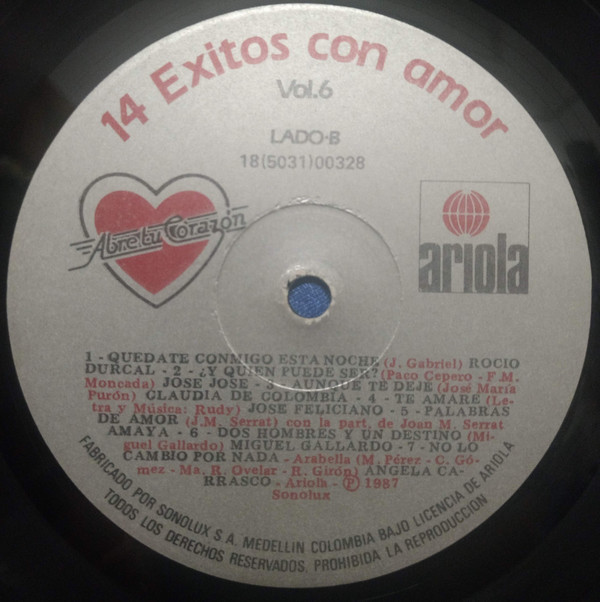 14 Exitos con amor
Vol.6
LADO-B
18(5031)00328
Abre tu Corazón
ariola
1 - QUEDATE CONMIGO ESTA NOCHE (J. Gabriel) ROCIO
DURCAL - 2 - ¿Y QUIEN PUEDE SER? (Paco Cepero - F.M.
Moncada) JOSE JOSE - 3 - AUNQUE TE DEJE (José María
Purón) CLAUDIA DE COLOMBIA - 4 - TE AMARE (Le-
tra y Música: Rudy) JOSE FELICIANO - 5 - PALABRAS
DE AMOR (J.M. Serrat) con la part. de Joan M. Serrat
AMAYA - 6 - DOS HOMBRES Y UN DESTINO (Mi-
guel Gallardo) MIGUEL GALLARDO - 7 - NO LO
CAMBIO POR NADA - Arabella (M. Pérez - C. Gó-
mez - Ma. R. Ovelar - R. Girón) ANGELA CA-
RRASCO - Ariola - Ⓟ 1987
Sonolux
FABRICADO POR SONOLUX S A. MEDELLIN COLOMBIA BAJO LICENCIA DE ARIOLA
TODOS LOS DERECHOS RESERVADOS. PROHIBIDA LA REPRODUCCION